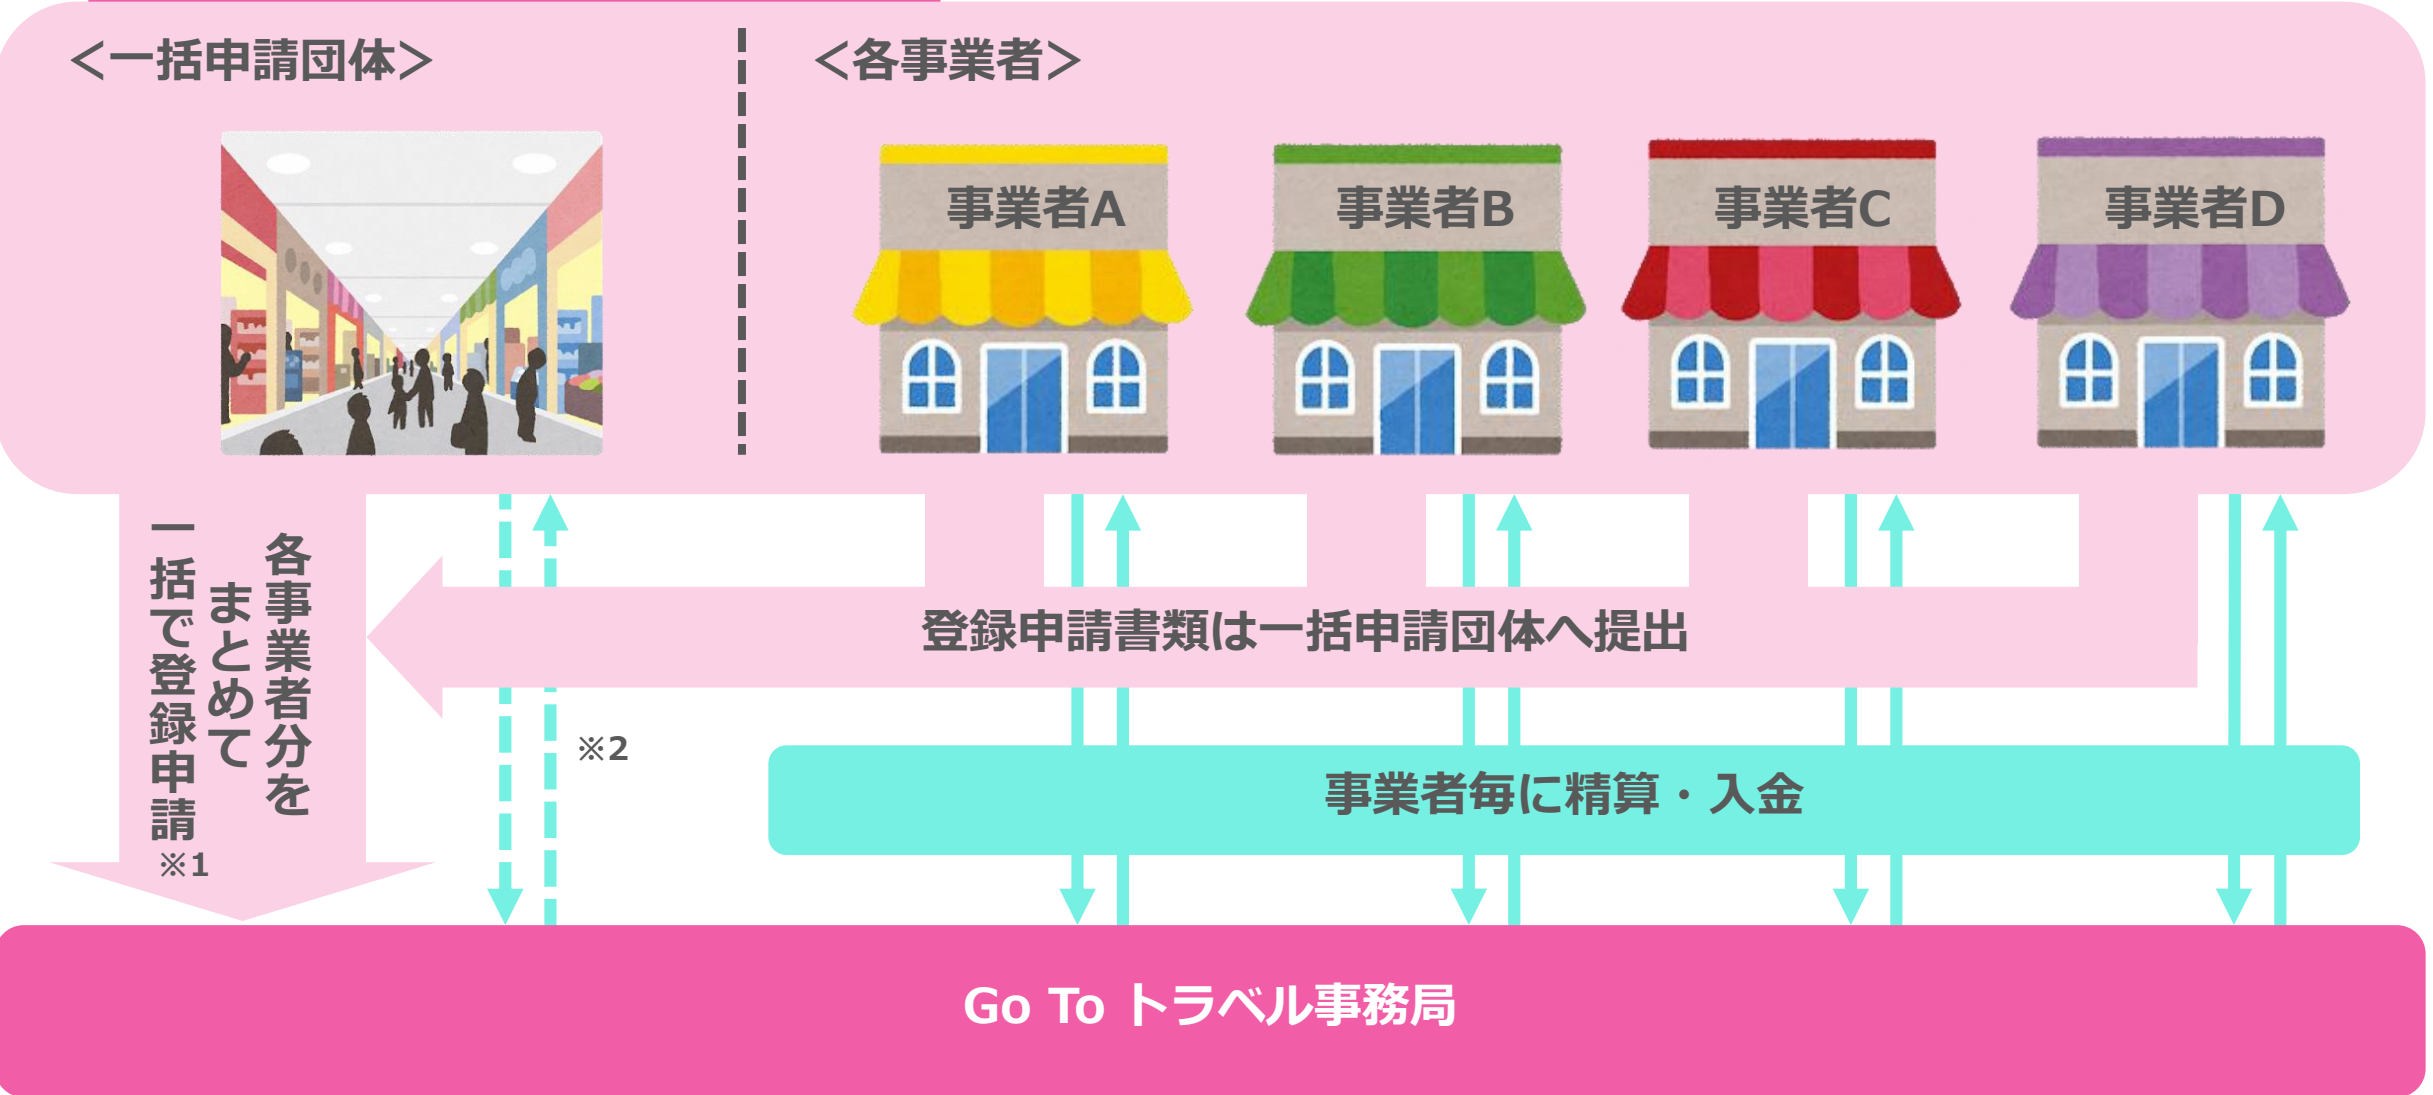 ＜一括申請団体＞
＜各事業者＞
事業者A
事業者B
事業者C
事業者D
各事業者分を
まとめて
一括で登録申請
※1
登録申請書類は一括申請団体へ提出
※2
事業者毎に精算・入金
Go To トラベル事務局